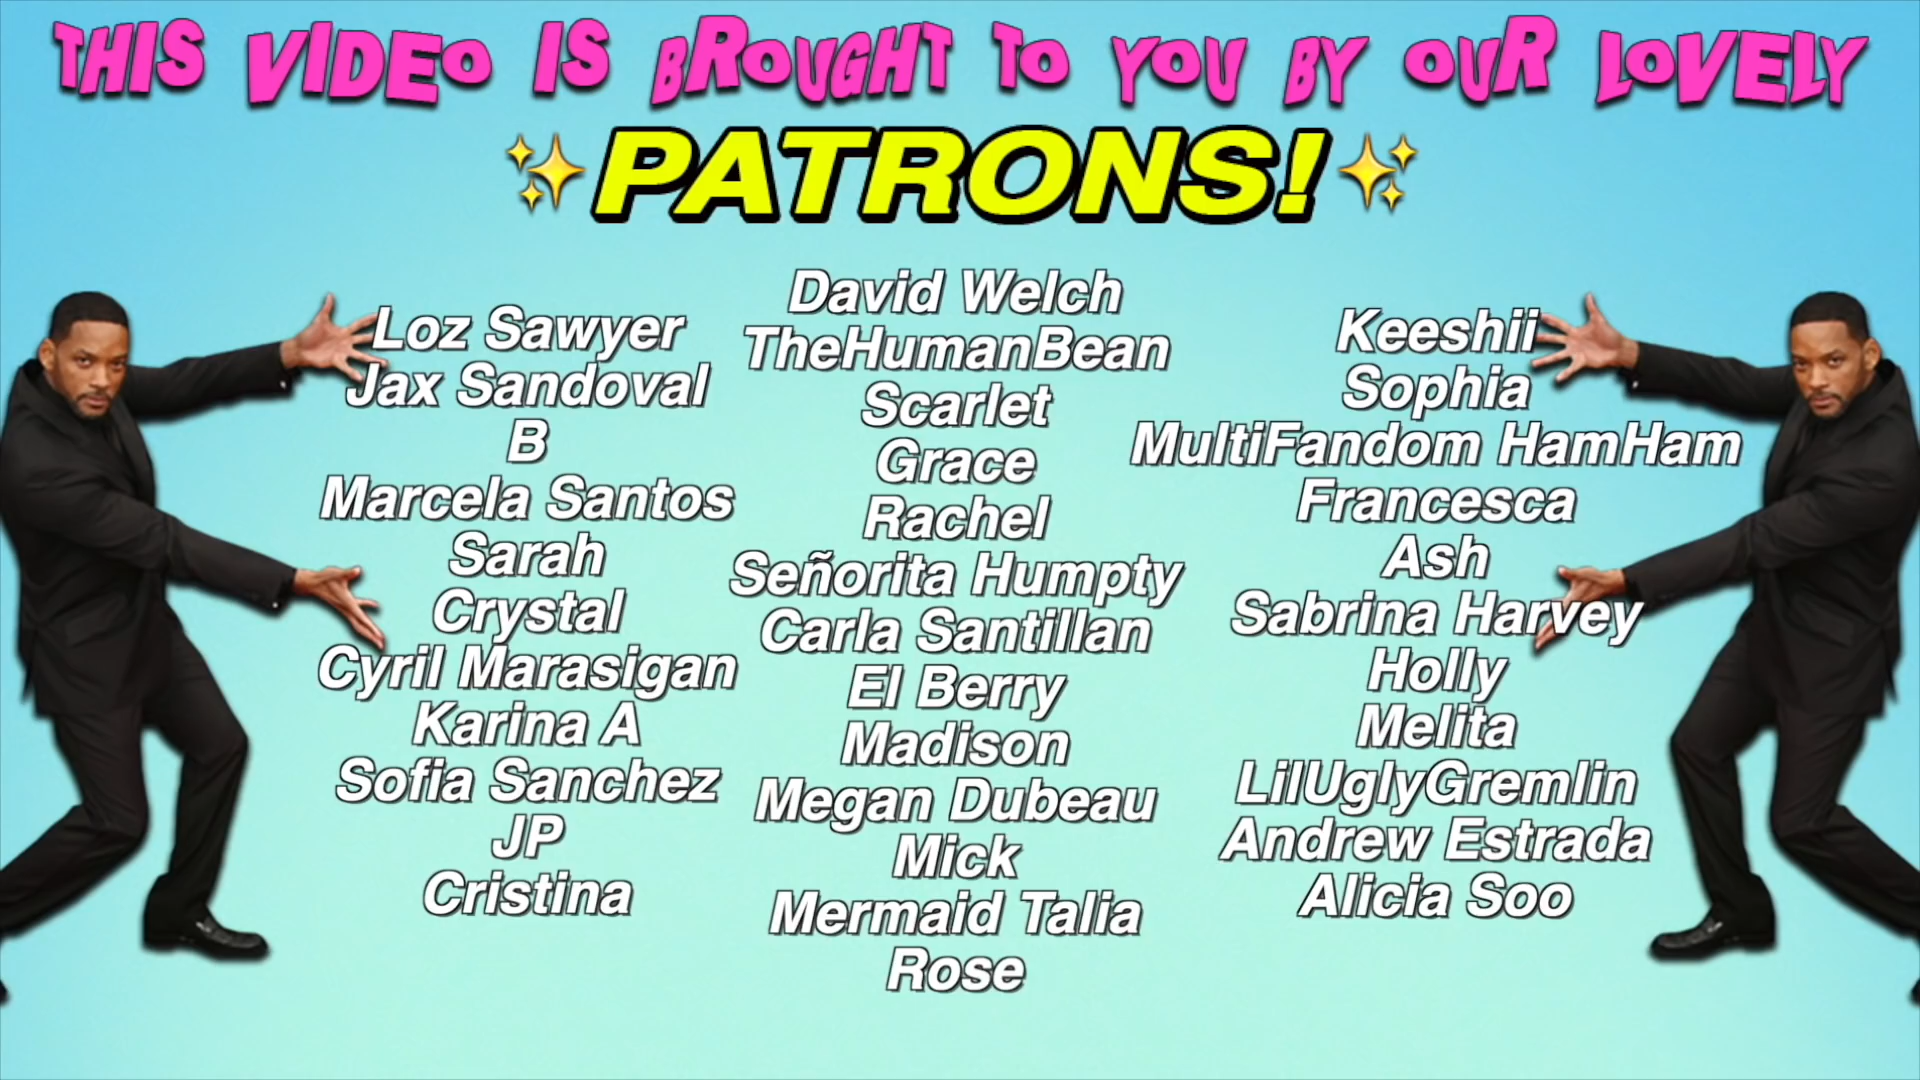 THIS VIDEO IS BROUGHT TO YOU BY OUR LOVELY
PATRONS!
Loz Sawyer
Jax Sandoval
B
Marcela Santos
Sarah
Crystal
Cyril Marasigan
Karina A
Sofia Sanchez
JP
Cristina
David Welch
TheHumanBean
Scarlet
Grace
Rachel
Señorita Humpty
Carla Santillan
El Berry
Madison
Megan Dubeau
Mick
Mermaid Talia
Rose
Keeshii
Sophia
MultiFandom HamHam
Francesca
Ash
Sabrina Harvey
Holly
Melita
LilUglyGremlin
Andrew Estrada
Alicia Soo